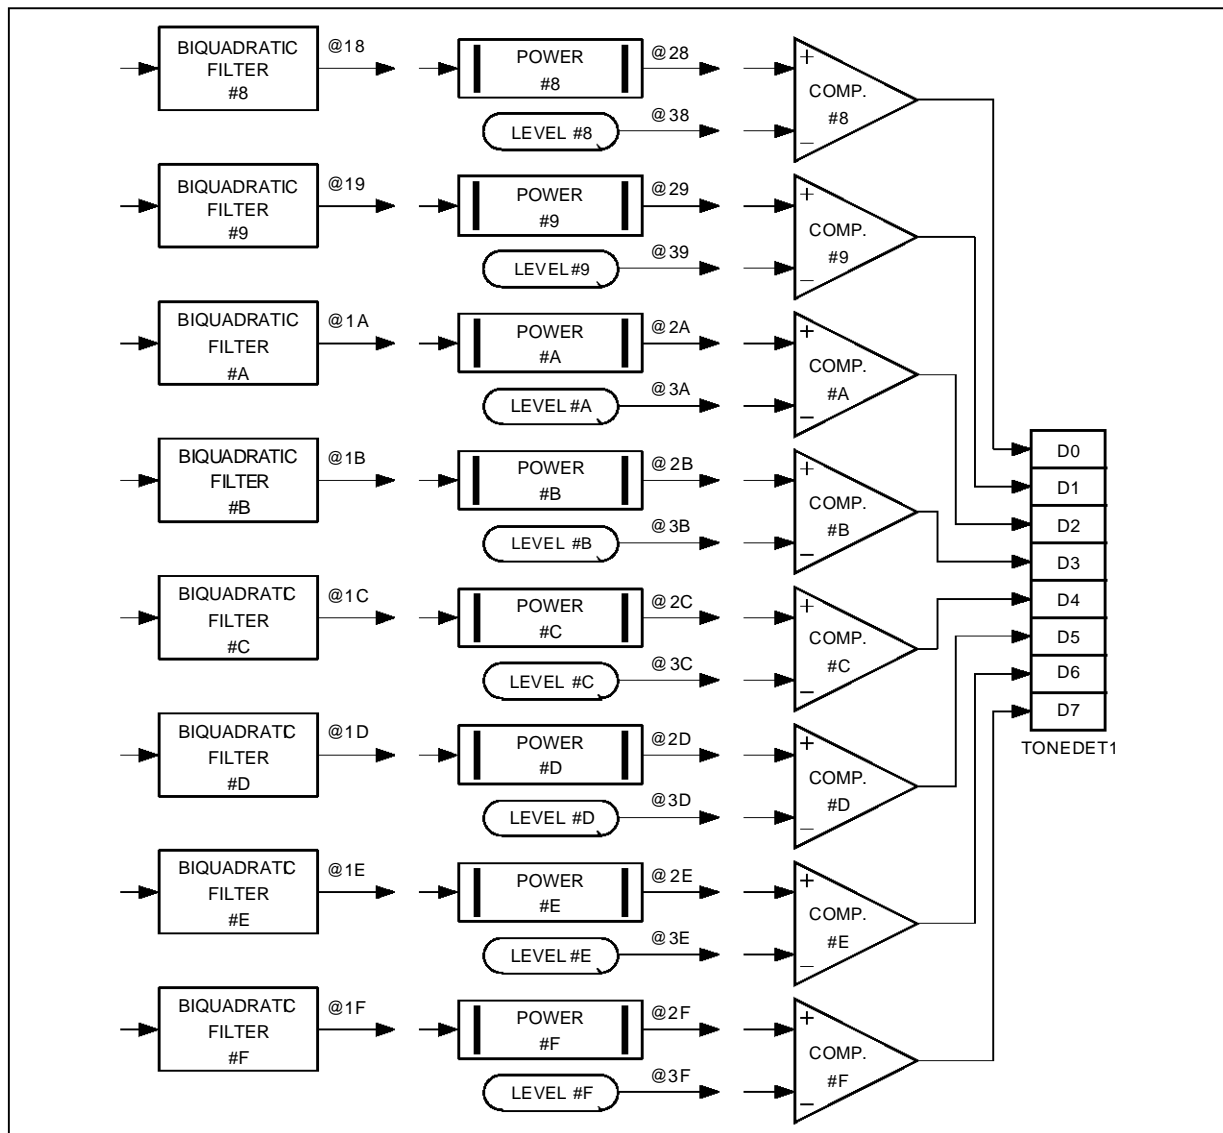 BIQUADRATIC
FILTER
#8
@18
POWER
#8
@28
LEVEL #8
@38
+
−
COMP.
#8
BIQUADRATIC
FILTER
#9
@19
POWER
#9
@29
LEVEL#9
@39
+
−
COMP.
#9
BIQUADRATIC
FILTER
#A
@1A
POWER
#A
@2A
LEVEL #A
@3A
+
−
COMP.
#A
BIQUADRATIC
FILTER
#B
@1B
POWER
#B
@2B
LEVEL #B
@3B
+
−
COMP.
#B
BIQUADRATIC
FILTER
#C
@1C
POWER
#C
@2C
LEVEL #C
@3C
+
−
COMP.
#C
BIQUADRATIC
FILTER
#D
@1D
POWER
#D
@2D
LEVEL #D
@3D
+
−
COMP.
#D
BIQUADRATIC
FILTER
#E
@1E
POWER
#E
@2E
LEVEL #E
@3E
+
−
COMP.
#E
BIQUADRATIC
FILTER
#F
@1F
POWER
#F
@2F
LEVEL #F
@3F
+
−
COMP.
#F
D0
D1
D2
D3
D4
D5
D6
D7
TONEDET1